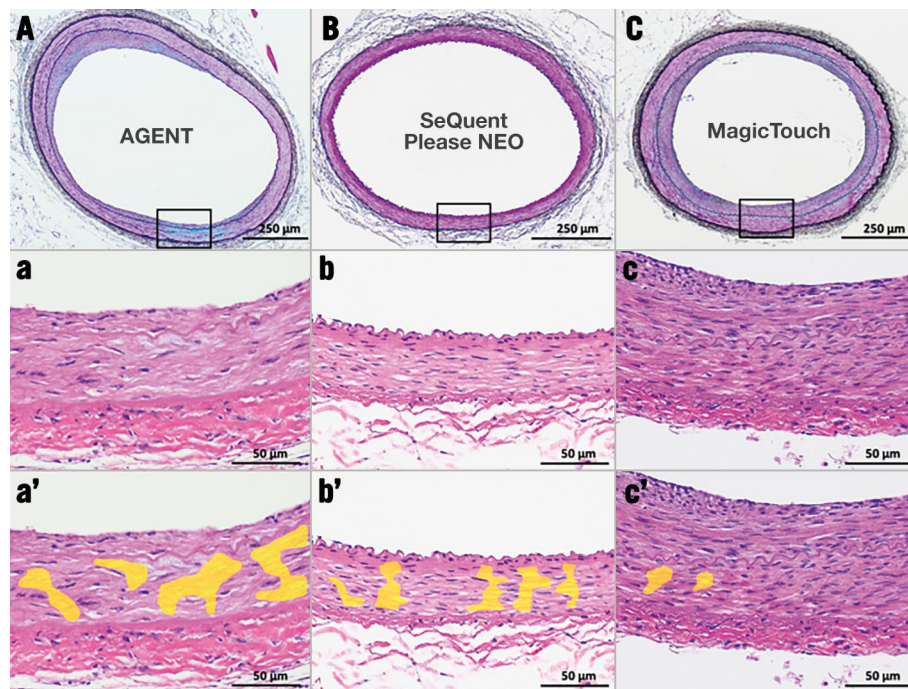 A
B
C
AGENT
SeQuent
Please NEO
MagicTouch
250 µm
250 µm
250 µm
a
b
c
50 µm
50 µm
50 µm
a’
b’
c’
50 µm
50 µm
50 µm